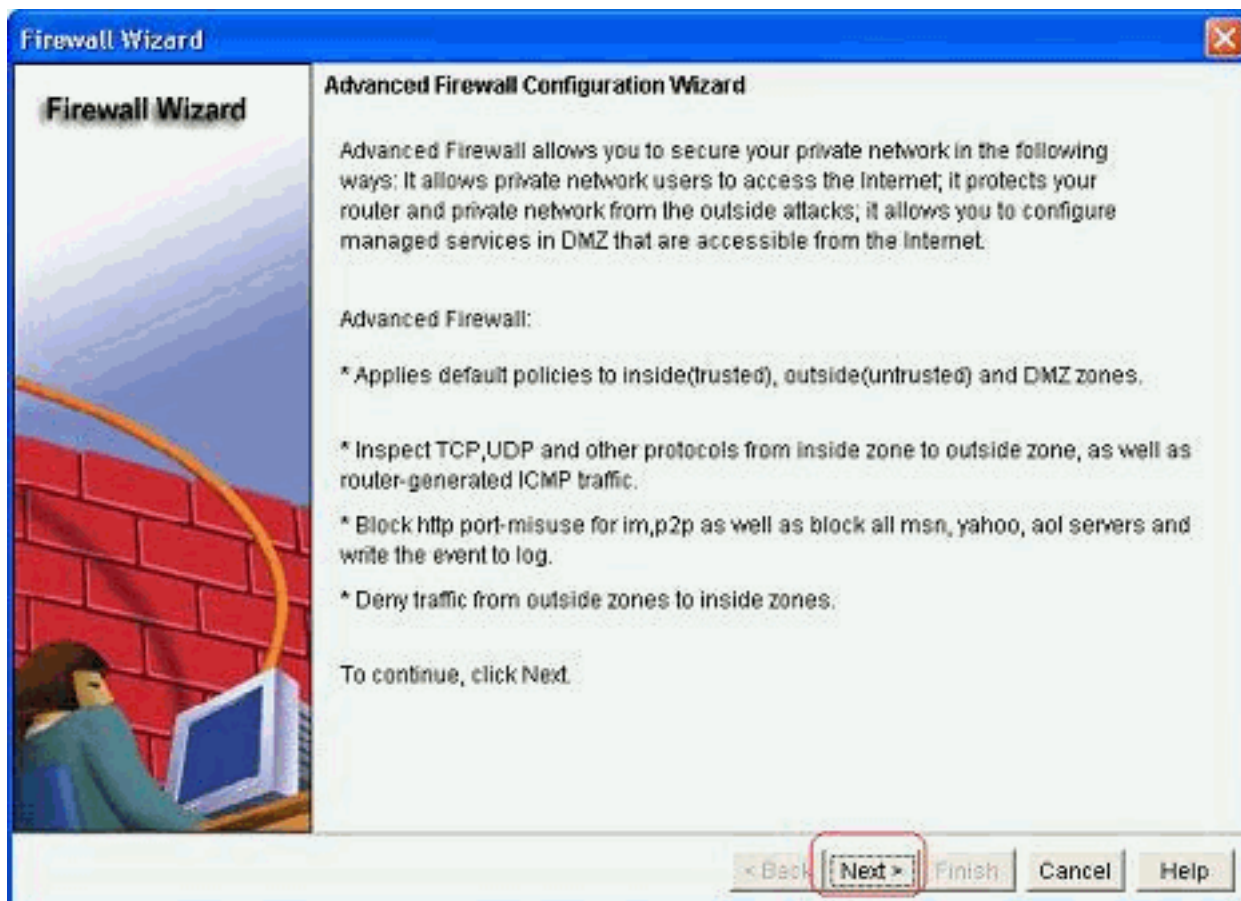 Firewall Wizard
Firewall Wizard
Advanced Firewall Configuration Wizard
Advanced Firewall allows you to secure your private network in the following
ways: It allows private network users to access the Internet; it protects your
router and private network from the outside attacks; it allows you to configure
managed services in DMZ that are accessible from the Internet.
Advanced Firewall:
* Applies default policies to inside(trusted), outside(untrusted) and DMZ zones.
* Inspect TCP,UDP and other protocols from inside zone to outside zone, as well as
router-generated ICMP traffic.
* Block http port-misuse for im,p2p as well as block all msn, yahoo, aol servers and
write the event to log.
* Deny traffic from outside zones to inside zones.
To continue, click Next.
< Back Next > Finish Cancel Help